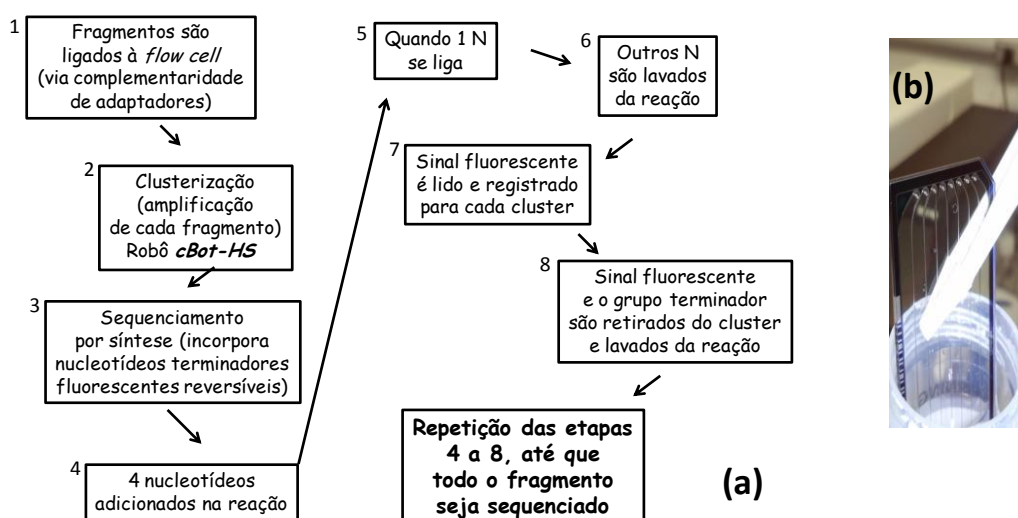 1
Fragmentos são
ligados à flow cell
(via complementaridade
de adaptadores)
2
Clusterização
(amplificação
de cada fragmento)
Robô cBot-HS
3
Sequenciamento
por síntese (incorpora
nucleotídeos terminadores
fluorescentes reversíveis)
4
4 nucleotídeos
adicionados na reação
5
Quando 1 N
se liga
6
Outros N
são lavados
da reação
7
Sinal fluorescente
é lido e registrado
para cada cluster
8
Sinal fluorescente
e o grupo terminador
são retirados do cluster
e lavados da reação
Repetição das etapas
4 a 8, até que
todo o fragmento
seja sequenciado
(a)
(b)